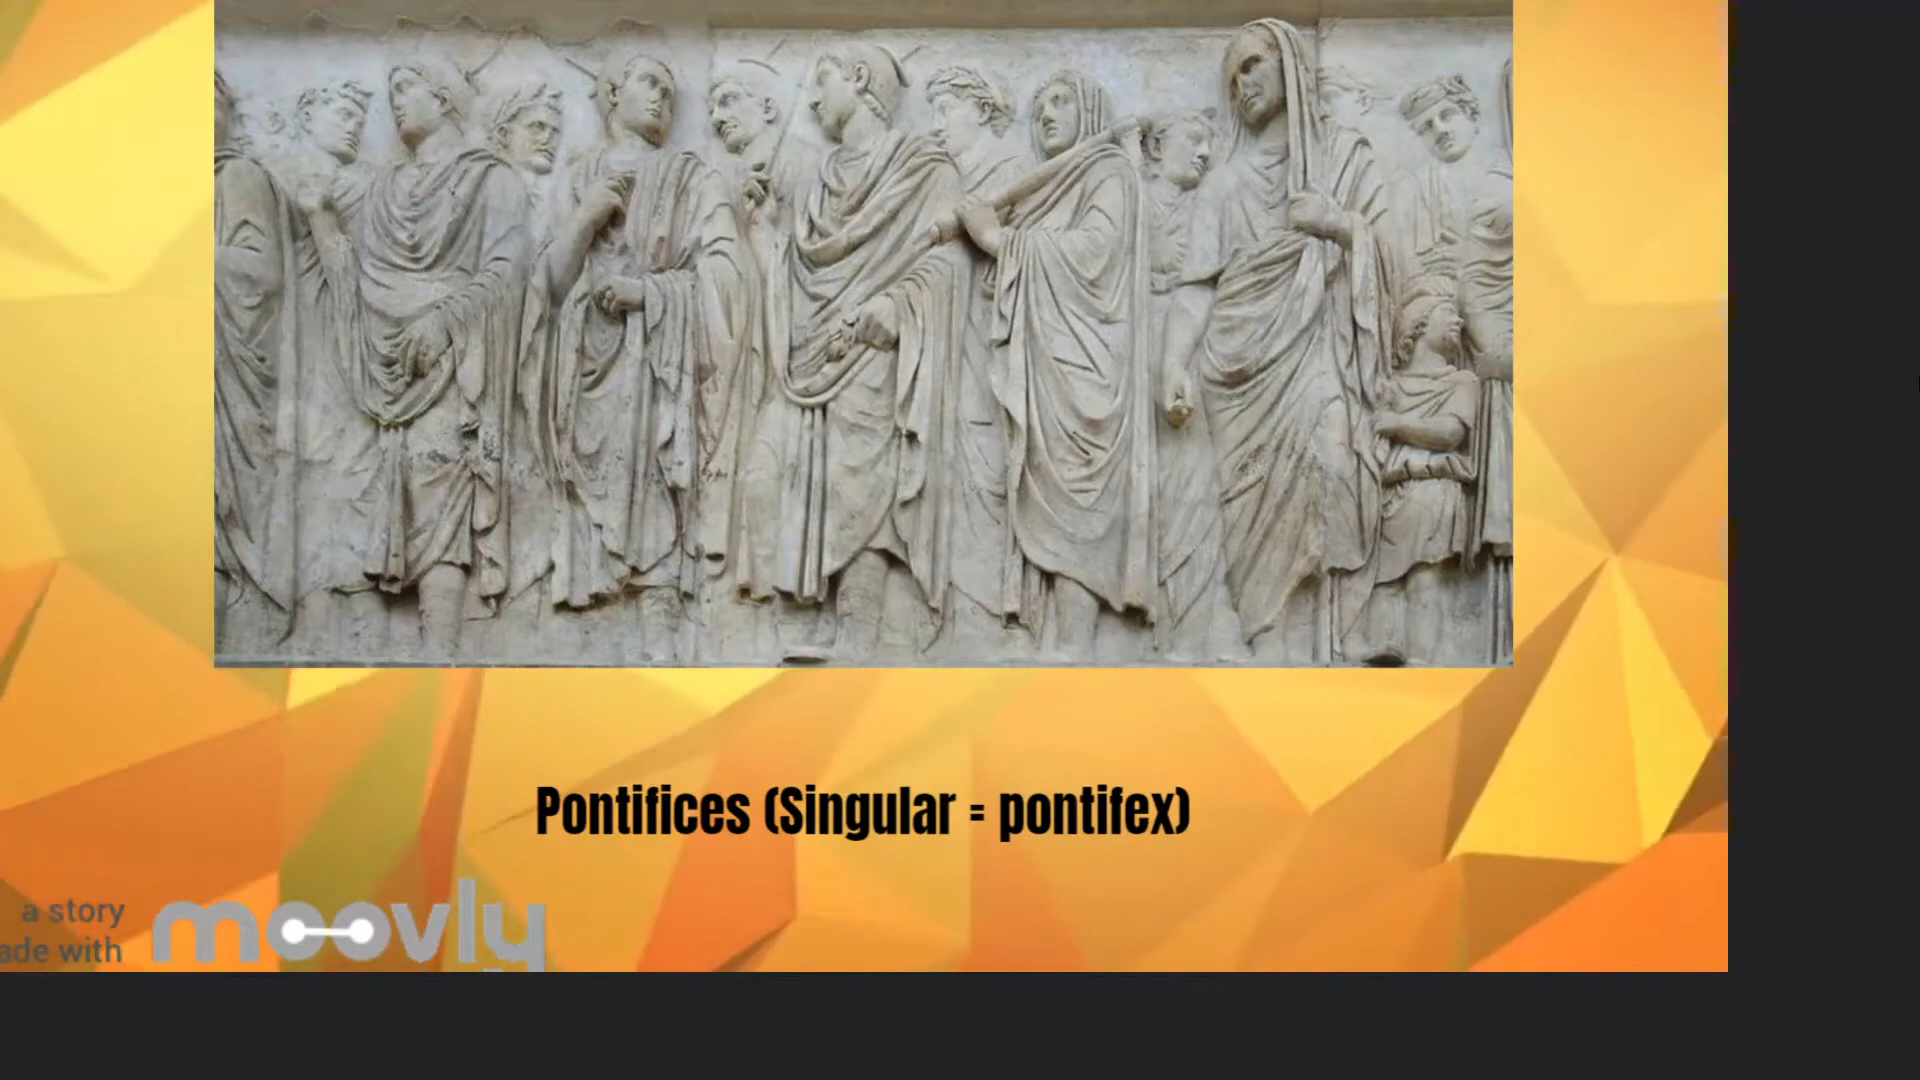 Pontifices (Singular = pontifex)
a story
ade with
moovly